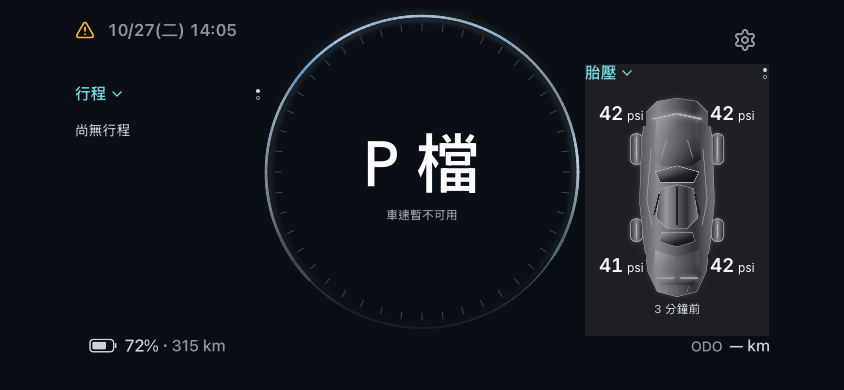 10/27(二) 14:05
行程
尚無行程
P 檔
車速暫不可用
胎壓
42 psi 42 psi
41 psi 42 psi
3 分鐘前
72% · 315 km
ODO — km